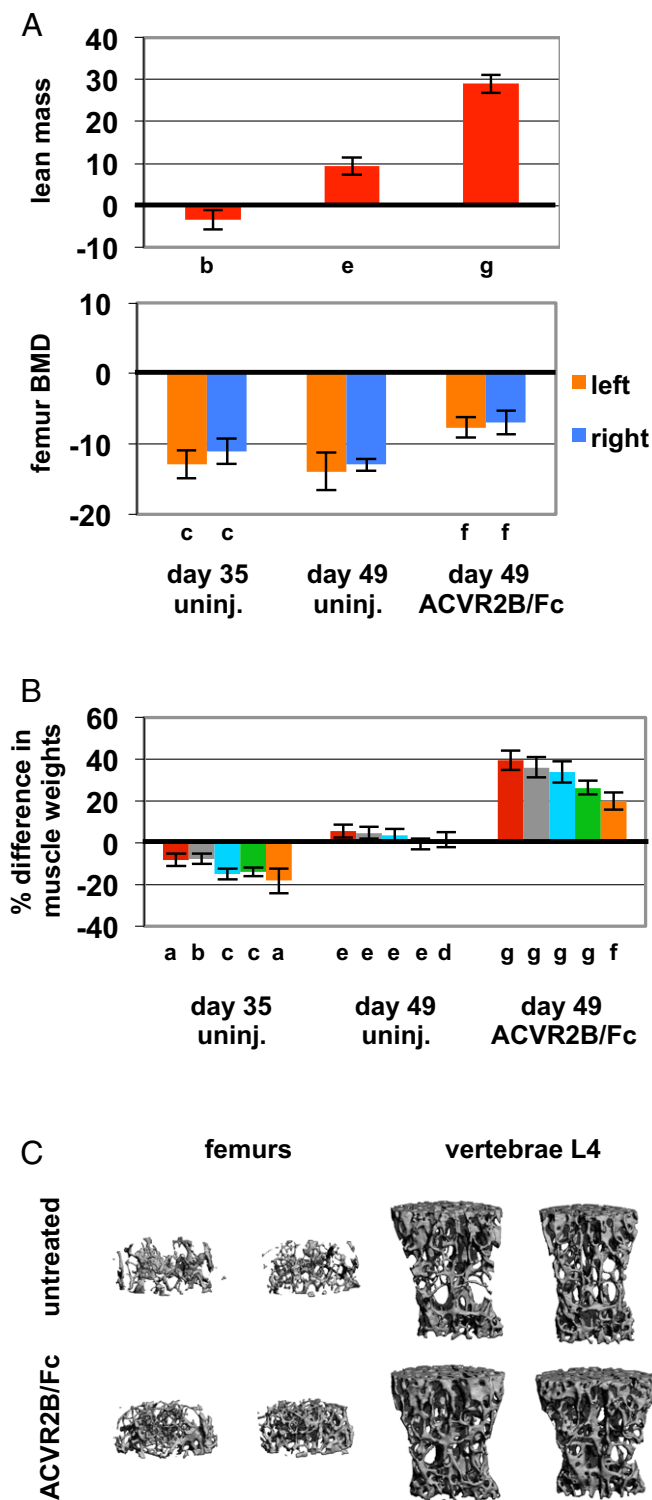 A
lean mass
40
30
20
10
0
-10
b e g
femur BMD
10
0
-10
-20
left
right
c c f f
day 35 day 49 day 49
uninj. uninj. ACVR2B/Fc
B
% difference in
muscle weights
60
40
20
0
-20
-40
a b c c a e e e e d g g g g f
day 35 day 49 day 49
uninj. uninj. ACVR2B/Fc
C
femurs vertebrae L4
untreated
ACVR2B/Fc